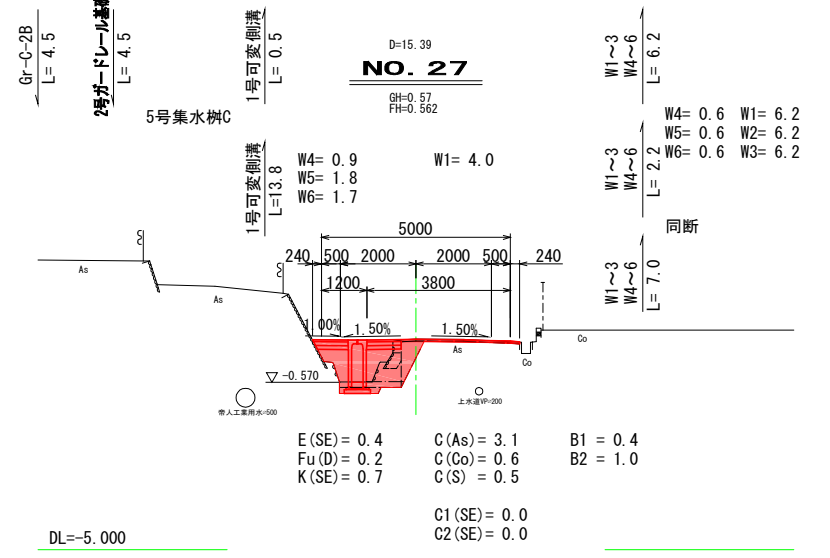 Gr-C-2B
L= 4.5
2号ガードレール基礎
L= 4.5
1号可変側溝
L= 0.5
D=15.39
NO. 27
GH=0.57
FH=0.562
W1～3
W4～6
L= 6.2
5号集水桝C
W4= 0.6 W1= 6.2
W5= 0.6 W2= 6.2
W6= 0.6 W3= 6.2
1号可変側溝
L=13.8
W4= 0.9 W1= 4.0
W5= 1.8
W6= 1.7
W1～3
W4～6
L= 2.2
同断
5000
240 500 2000 2000 500 240
1200 3800
W1～3
W4～6
L= 7.0
As
As
1.00% 1.50% 1.50%
As
Co
Co
-0.570
帝人工業用水=500
上水道VP=200
E(SE)= 0.4 C(As)= 3.1 B1 = 0.4
Fu(D)= 0.2 C(Co)= 0.6 B2 = 1.0
K(SE)= 0.7 C(S) = 0.5
C1(SE)= 0.0
C2(SE)= 0.0
DL=-5.000